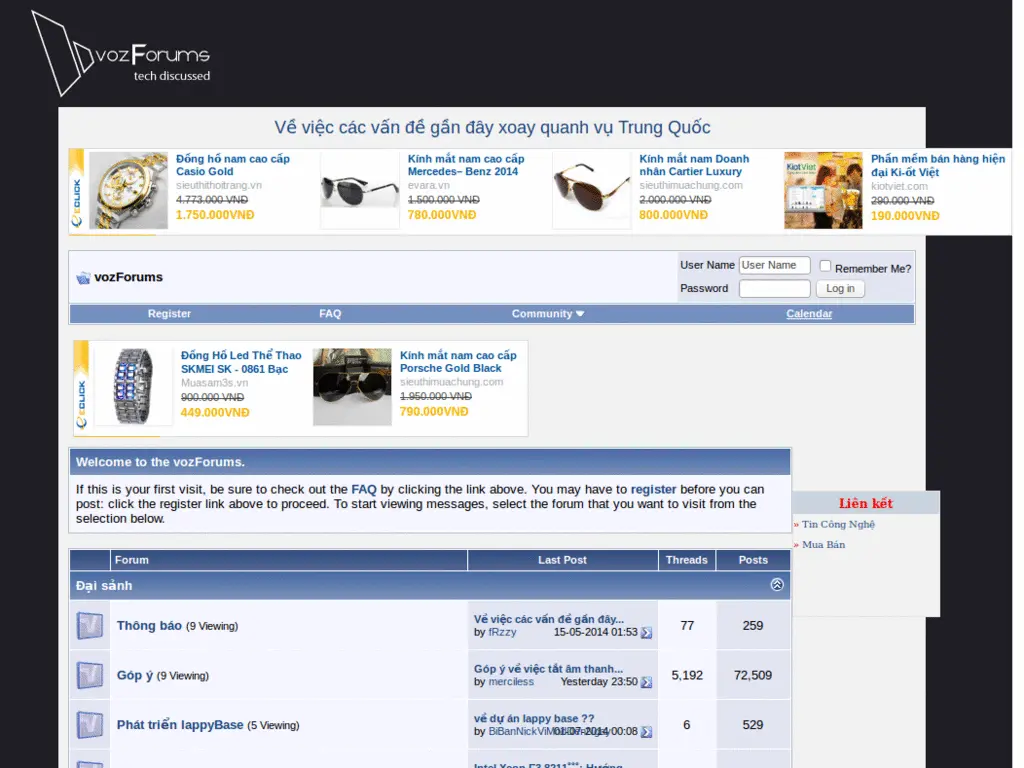 vozForums
tech discussed
Về việc các vấn đề gần đây xoay quanh vụ Trung Quốc
eCLICK
Đồng hồ nam cao cấp
Casio Gold
sieuthithoitrang.vn
4.773.000 VNĐ
1.750.000VNĐ
Kính mắt nam cao cấp
Mercedes– Benz 2014
evara.vn
1.500.000 VNĐ
780.000VNĐ
Kính mắt nam Doanh
nhân Cartier Luxury
sieuthimuachung.com
2.000.000 VNĐ
800.000VNĐ
KiotViet
Phần mềm bán hàng hiện
đại Ki-ốt Việt
kiotviet.com
290.000 VNĐ
190.000VNĐ
vozForums
User Name User Name Remember Me?
Password Log in
Register FAQ Community Calendar
eCLICK
Đồng Hồ Led Thể Thao
SKMEI SK - 0861 Bạc
Muasam3s.vn
900.000 VNĐ
449.000VNĐ
Kính mắt nam cao cấp
Porsche Gold Black
sieuthimuachung.com
1.950.000 VNĐ
790.000VNĐ
Welcome to the vozForums.
If this is your first visit, be sure to check out the FAQ by clicking the link above. You may have to register before you can
post: click the register link above to proceed. To start viewing messages, select the forum that you want to visit from the
selection below.
Liên kết
» Tin Công Nghệ
» Mua Bán
Forum Last Post Threads Posts
Đại sảnh
Thông báo (9 Viewing)
Về việc các vấn đề gần đây...
by fRzzy 15-05-2014 01:53
77 259
Góp ý (9 Viewing)
Góp ý về việc tắt âm thanh...
by merciless Yesterday 23:50
5,192 72,509
Phát triển lappyBase (5 Viewing)
về dự án lappy base ??
by 01-07-2014 00:08
6 529
Intel Xeon E3 8211***: Hướng